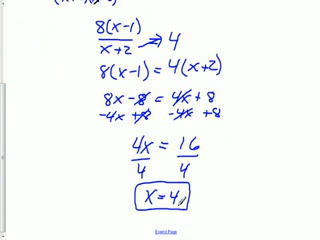 8(x-1)
x+2 → 4
8(x-1) = 4(x+2)
8x - 8 = 4x + 8
-4x +8 -4x +8
4x = 16
4 4
x = 4
Extend Page